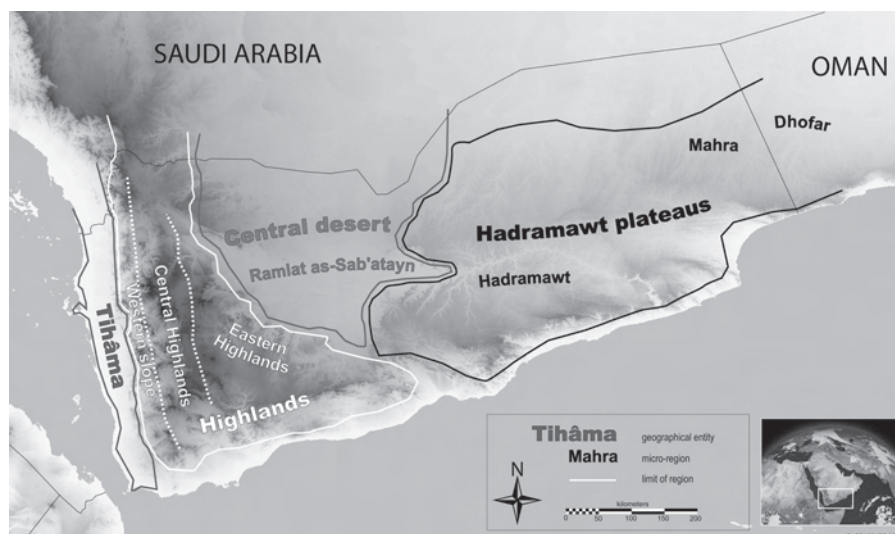 SAUDI ARABIA
OMAN
Dhofar
Mahra
Hadramawt plateaus
Central desert
Ramlat as-Sab'atayn
Hadramawt
Tihâma
Western slope
Central Highlands
Eastern Highlands
Highlands
Tihâma geographical entity
Mahra micro-region
limit of region
N
kilometers
0 50 100 150 200